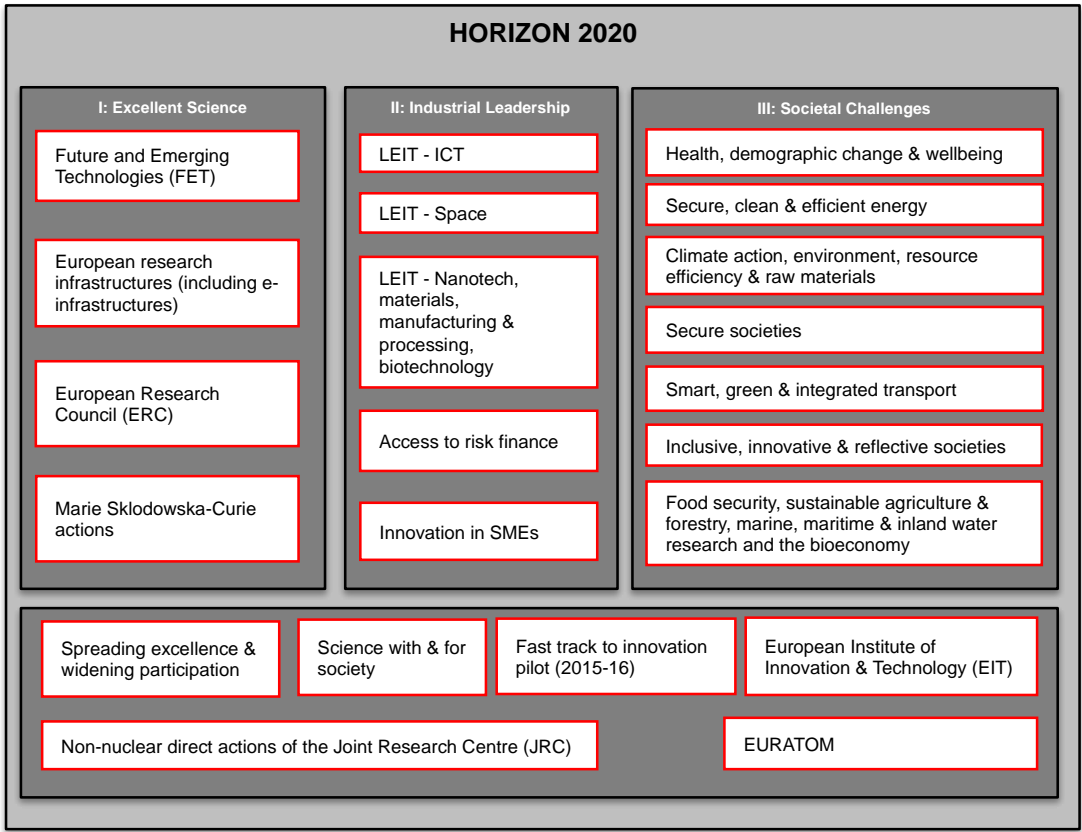 HORIZON 2020
I: Excellent Science
Future and Emerging
Technologies (FET)
European research
infrastructures (including e-
infrastructures)
European Research
Council (ERC)
Marie Sklodowska-Curie
actions
II: Industrial Leadership
LEIT - ICT
LEIT - Space
LEIT - Nanotech,
materials,
manufacturing &
processing,
biotechnology
Access to risk finance
Innovation in SMEs
III: Societal Challenges
Health, demographic change & wellbeing
Secure, clean & efficient energy
Climate action, environment, resource
efficiency & raw materials
Secure societies
Smart, green & integrated transport
Inclusive, innovative & reflective societies
Food security, sustainable agriculture &
forestry, marine, maritime & inland water
research and the bioeconomy
Spreading excellence &
widening participation
Science with & for
society
Fast track to innovation
pilot (2015-16)
European Institute of
Innovation & Technology (EIT)
Non-nuclear direct actions of the Joint Research Centre (JRC)
EURATOM